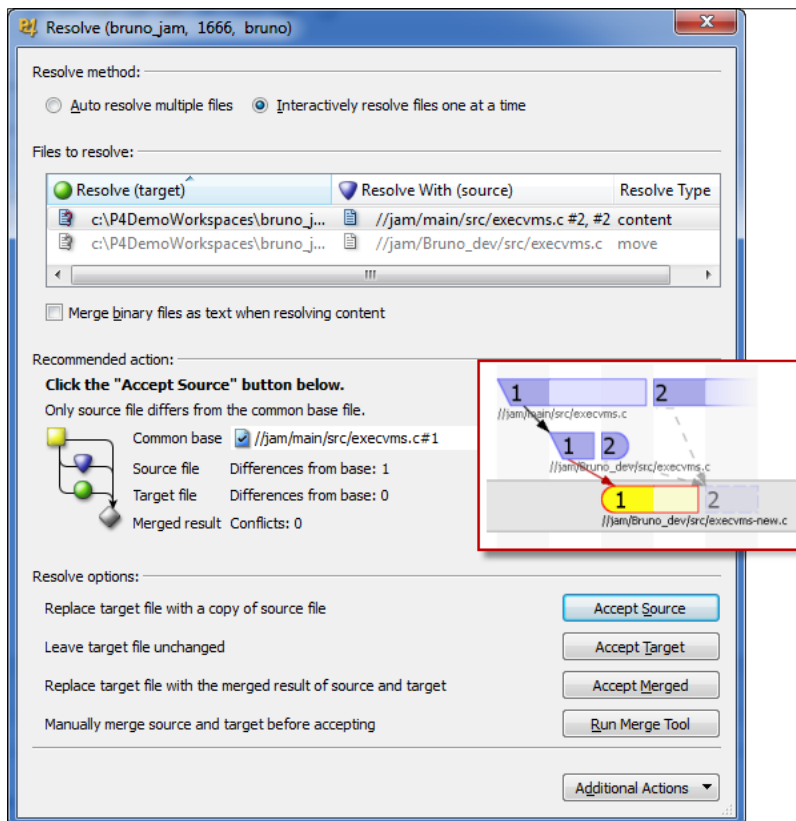 Resolve (bruno_jam, 1666, bruno)
Resolve method:
Auto resolve multiple files
Interactively resolve files one at a time
Files to resolve:
Resolve (target) Resolve With (source) Resolve Type
c:\P4DemoWorkspaces\bruno_j... //jam/main/src/execvms.c #2, #2 content
c:\P4DemoWorkspaces\bruno_j... //jam/Bruno_dev/src/execvms.c move
Merge binary files as text when resolving content
Recommended action:
Click the "Accept Source" button below.
Only source file differs from the common base file.
Common base //jam/main/src/execvms.c#1
Source file Differences from base: 1
Target file Differences from base: 0
Merged result Conflicts: 0
1 2
//jam/main/src/execvms.c
1 2
//jam/Bruno_dev/src/execvms.c
1 2
//jam/Bruno_dev/src/execvms-new.c
Resolve options:
Replace target file with a copy of source file Accept Source
Leave target file unchanged Accept Target
Replace target file with the merged result of source and target Accept Merged
Manually merge source and target before accepting Run Merge Tool
Additional Actions